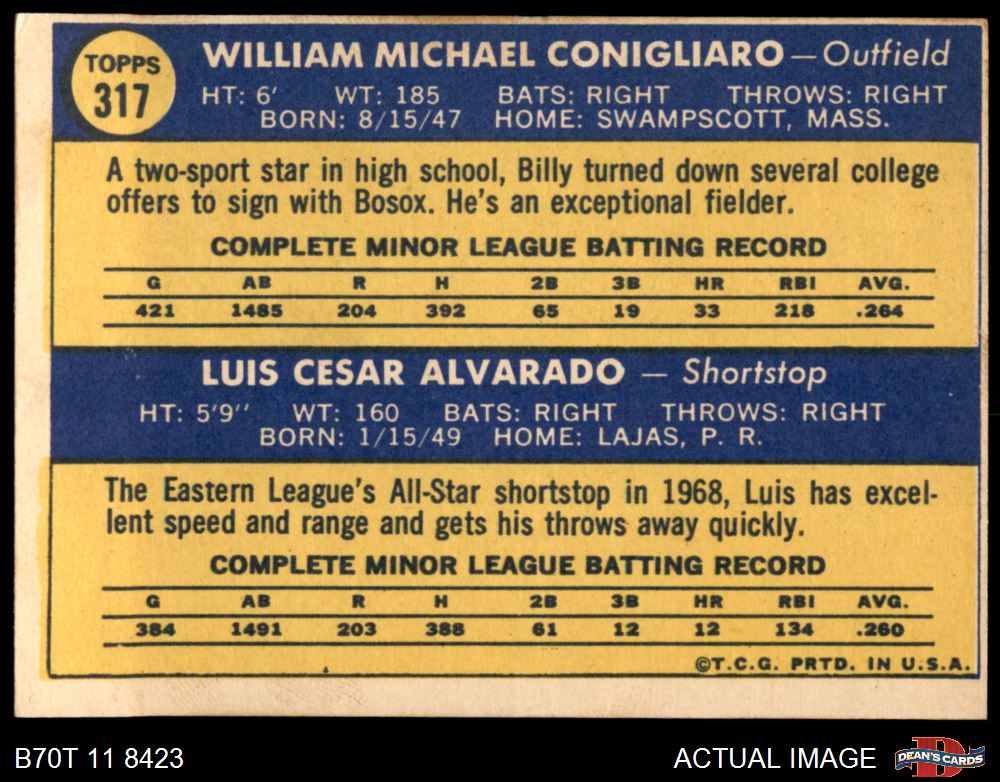 TOPPS
317
WILLIAM MICHAEL CONIGLIARO — Outfield
HT: 6' WT: 185 BATS: RIGHT THROWS: RIGHT
BORN: 8/15/47 HOME: SWAMPSCOTT, MASS.
A two-sport star in high school, Billy turned down several college
offers to sign with Bosox. He's an exceptional fielder.
COMPLETE MINOR LEAGUE BATTING RECORD
G AB R H 2B 3B HR RBI AVG.
421 1485 204 392 65 19 33 218 .264
LUIS CESAR ALVARADO — Shortstop
HT: 5'9" WT: 160 BATS: RIGHT THROWS: RIGHT
BORN: 1/15/49 HOME: LAJAS, P. R.
The Eastern League's All-Star shortstop in 1968, Luis has excel-
lent speed and range and gets his throws away quickly.
COMPLETE MINOR LEAGUE BATTING RECORD
G AB R H 2B 3B HR RBI AVG.
384 1491 203 388 61 12 12 134 .260
©T.C.G. PRTD. IN U.S.A.
B70T 11 8423
ACTUAL IMAGE
D
DEAN'S CARDS